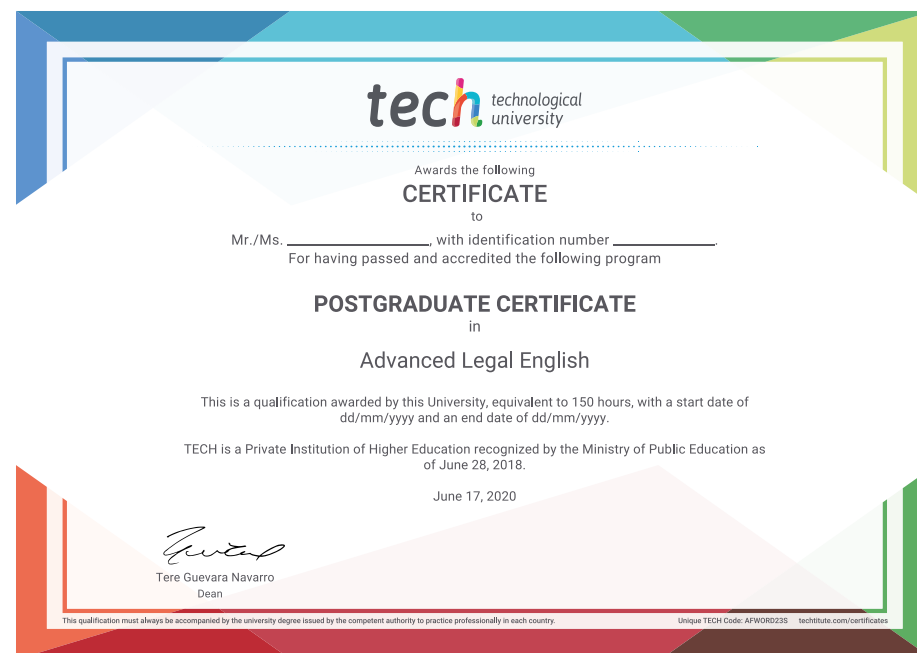 tech technological
university
Awards the following
CERTIFICATE
to
Mr./Ms. ____________________, with identification number ______________.
For having passed and accredited the following program
POSTGRADUATE CERTIFICATE
in
Advanced Legal English
This is a qualification awarded by this University, equivalent to 150 hours, with a start date of
dd/mm/yyyy and an end date of dd/mm/yyyy.
TECH is a Private Institution of Higher Education recognized by the Ministry of Public Education as
of June 28, 2018.
June 17, 2020
Tere Guevara Navarro
Dean
This qualification must always be accompanied by the university degree issued by the competent authority to practice professionally in each country. Unique TECH Code: AFWORD23S techtitute.com/certificates